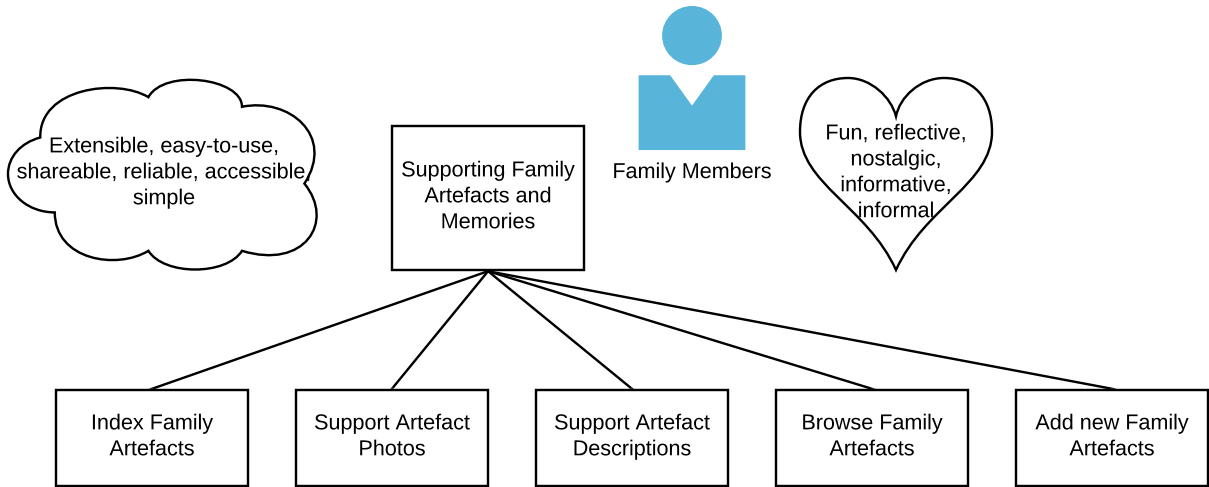 Extensible, easy-to-use,
shareable, reliable, accessible,
simple
Supporting Family
Artefacts and
Memories
Family Members
Fun, reflective,
nostalgic,
informative,
informal
Index Family
Artefacts
Support Artefact
Photos
Support Artefact
Descriptions
Browse Family
Artefacts
Add new Family
Artefacts